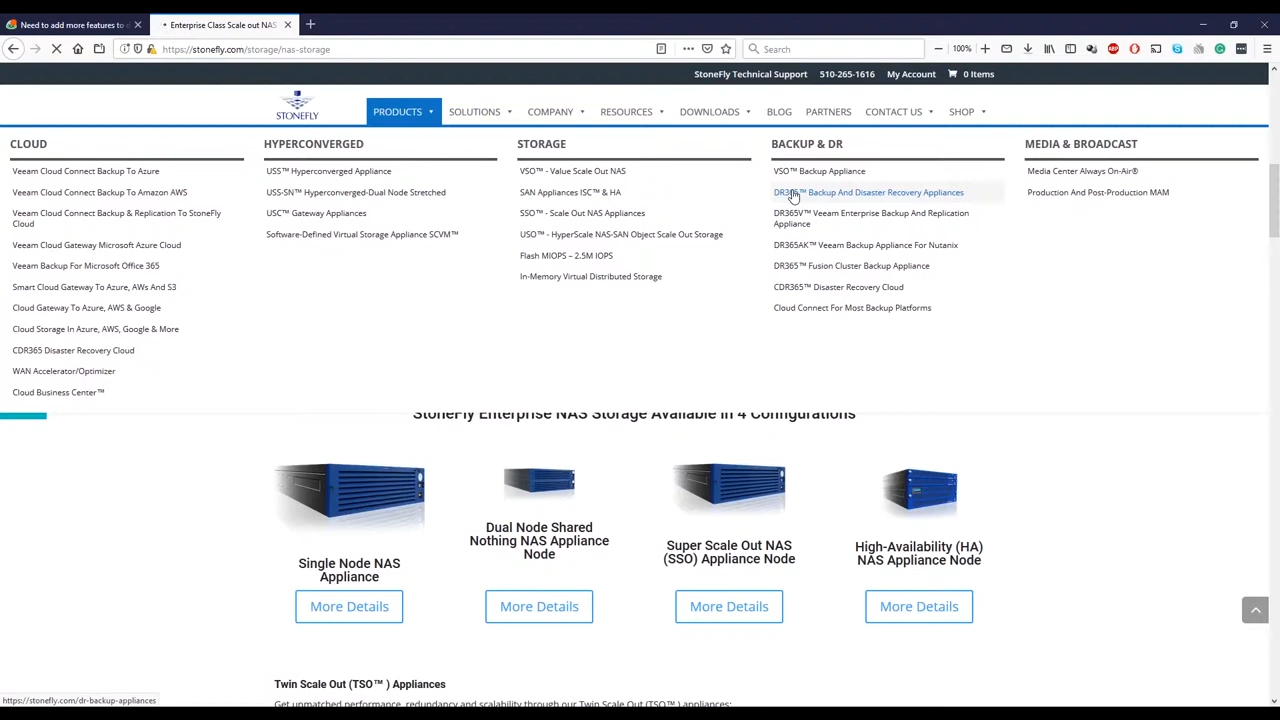 Need to add more features to d
Enterprise Class Scale out NAS
https://stonefly.com/storage/nas-storage
100%
Search
StoneFly Technical Support
510-265-1616
My Account
0 Items
STONEFLY
PRODUCTS
SOLUTIONS
COMPANY
RESOURCES
DOWNLOADS
BLOG
PARTNERS
CONTACT US
SHOP
CLOUD
Veeam Cloud Connect Backup To Azure
Veeam Cloud Connect Backup To Amazon AWS
Veeam Cloud Connect Backup & Replication To StoneFly
Cloud
Veeam Cloud Gateway Microsoft Azure Cloud
Veeam Backup For Microsoft Office 365
Smart Cloud Gateway To Azure, AWs And S3
Cloud Gateway To Azure, AWS & Google
Cloud Storage In Azure, AWS, Google & More
CDR365 Disaster Recovery Cloud
WAN Accelerator/Optimizer
Cloud Business Center™
HYPERCONVERGED
USS™ Hyperconverged Appliance
USS-SN™ Hyperconverged-Dual Node Stretched
USC™ Gateway Appliances
Software-Defined Virtual Storage Appliance SCVM™
STORAGE
VSO™ - Value Scale Out NAS
SAN Appliances ISC™ & HA
SSO™ - Scale Out NAS Appliances
USO™ - HyperScale NAS-SAN Object Scale Out Storage
Flash MIOPS – 2.5M IOPS
In-Memory Virtual Distributed Storage
BACKUP & DR
VSO™ Backup Appliance
DR365™ Backup And Disaster Recovery Appliances
DR365V™ Veeam Enterprise Backup And Replication
Appliance
DR365AK™ Veeam Backup Appliance For Nutanix
DR365™ Fusion Cluster Backup Appliance
CDR365™ Disaster Recovery Cloud
Cloud Connect For Most Backup Platforms
MEDIA & BROADCAST
Media Center Always On-Air®
Production And Post-Production MAM
StoneFly Enterprise NAS Storage Available in 4 Configurations
Single Node NAS
Appliance
More Details
Dual Node Shared
Nothing NAS Appliance
Node
More Details
Super Scale Out NAS
(SSO) Appliance Node
More Details
High-Availability (HA)
NAS Appliance Node
More Details
Twin Scale Out (TSO™ ) Appliances
Get unmatched performance, redundancy and scalability through our Twin Scale Out (TSO™ ) appliances:
https://stonefly.com/dr-backup-appliances